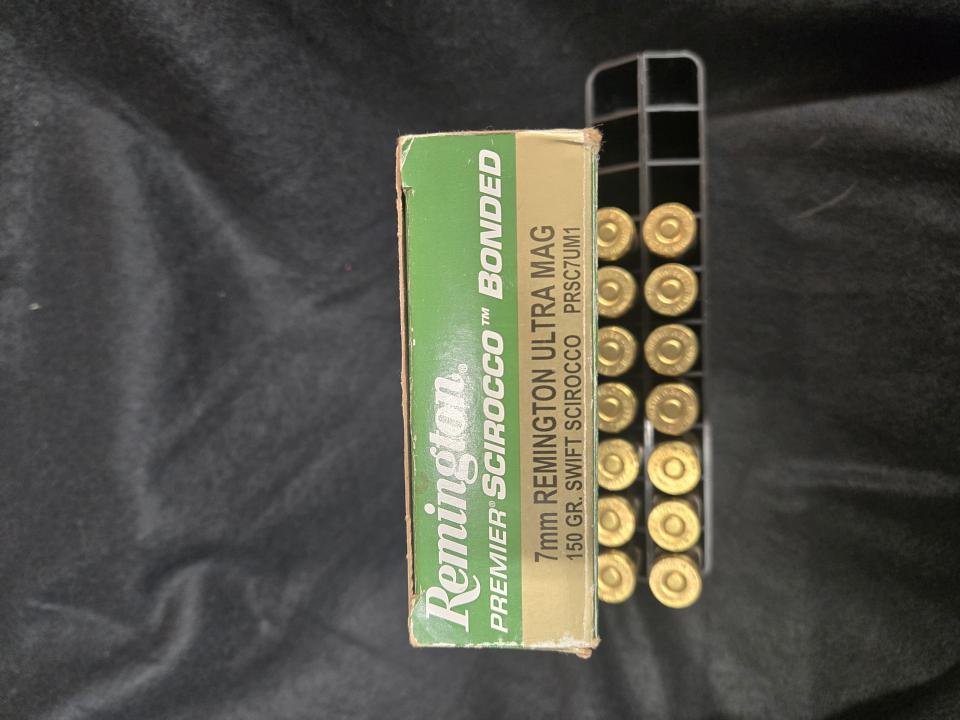 Remington®
PREMIER® SCIROCCO™ BONDED
7mm REMINGTON ULTRA MAG
150 GR. SWIFT SCIROCCO PRSC7UM1